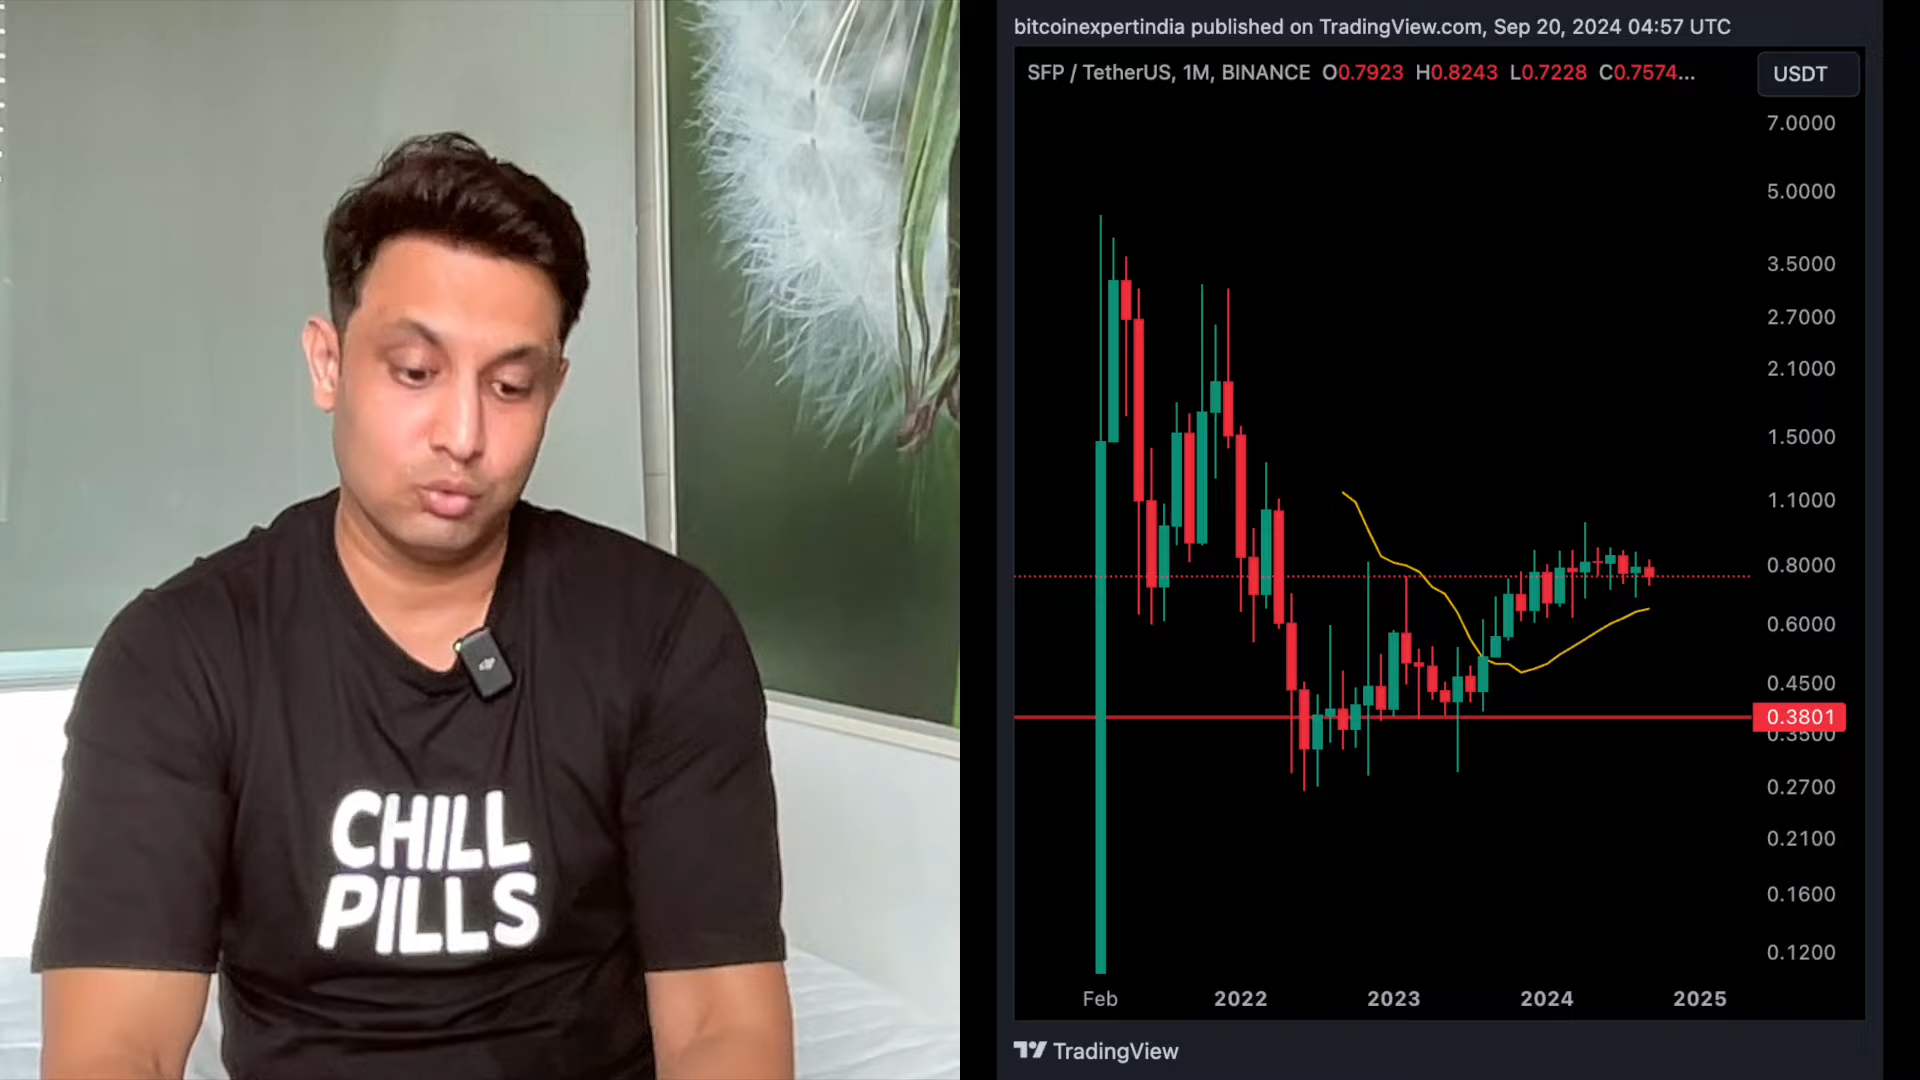 CHILL
PILLS
bitcoinexpertindia published on TradingView.com, Sep 20, 2024 04:57 UTC
SFP / TetherUS, 1M, BINANCE O0.7923 H0.8243 L0.7228 C0.7574...
USDT
7.0000
5.0000
3.5000
2.7000
2.1000
1.5000
1.1000
0.8000
0.6000
0.4500
0.3801
0.3500
0.2700
0.2100
0.1600
0.1200
Feb 2022 2023 2024 2025
TradingView